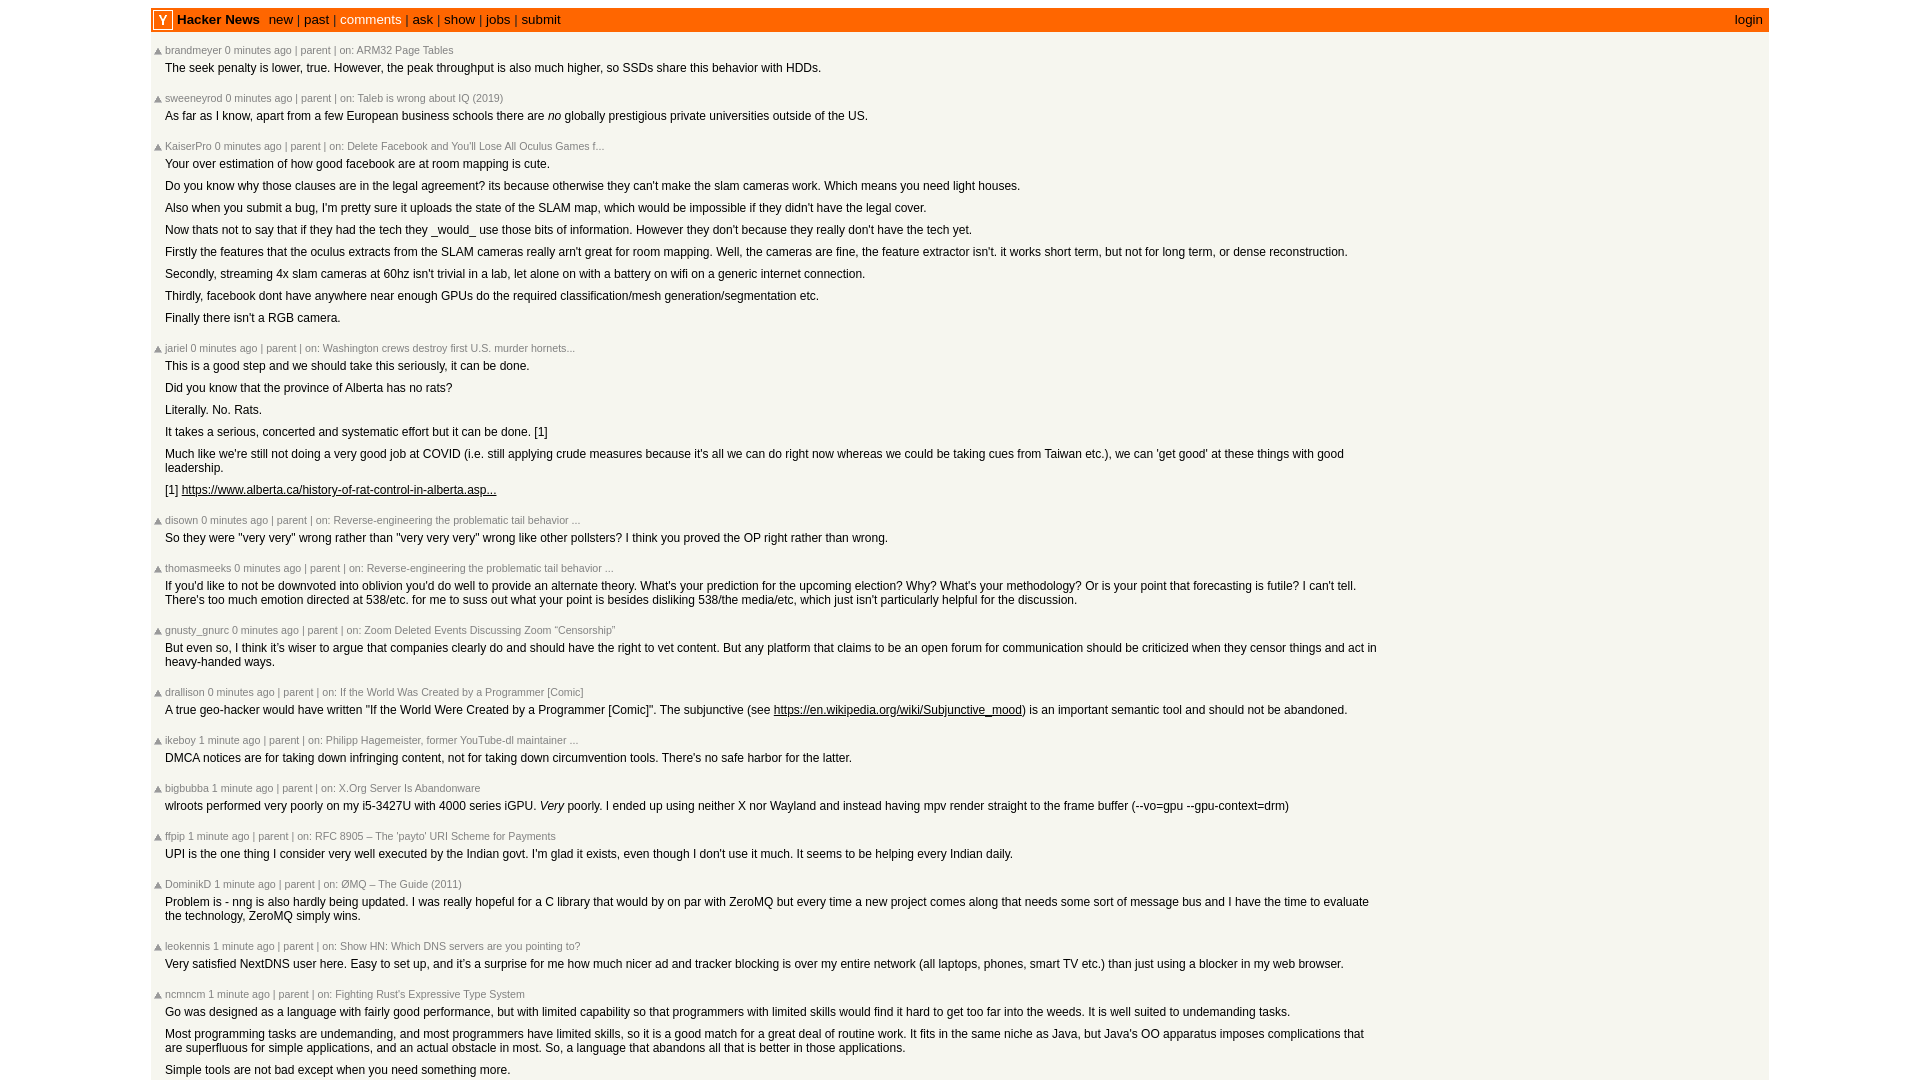 Y Hacker News new | past | comments | ask | show | jobs | submit login
brandmeyer 0 minutes ago | parent | on: ARM32 Page Tables
The seek penalty is lower, true. However, the peak throughput is also much higher, so SSDs share this behavior with HDDs.
sweeneyrod 0 minutes ago | parent | on: Taleb is wrong about IQ (2019)
As far as I know, apart from a few European business schools there are no globally prestigious private universities outside of the US.
KaiserPro 0 minutes ago | parent | on: Delete Facebook and You'll Lose All Oculus Games f...
Your over estimation of how good facebook are at room mapping is cute.
Do you know why those clauses are in the legal agreement? its because otherwise they can't make the slam cameras work. Which means you need light houses.
Also when you submit a bug, I'm pretty sure it uploads the state of the SLAM map, which would be impossible if they didn't have the legal cover.
Now thats not to say that if they had the tech they _would_ use those bits of information. However they don't because they really don't have the tech yet.
Firstly the features that the oculus extracts from the SLAM cameras really arn't great for room mapping. Well, the cameras are fine, the feature extractor isn't. it works short term, but not for long term, or dense reconstruction.
Secondly, streaming 4x slam cameras at 60hz isn't trivial in a lab, let alone on with a battery on wifi on a generic internet connection.
Thirdly, facebook dont have anywhere near enough GPUs do the required classification/mesh generation/segmentation etc.
Finally there isn't a RGB camera.
jariel 0 minutes ago | parent | on: Washington crews destroy first U.S. murder hornets...
This is a good step and we should take this seriously, it can be done.
Did you know that the province of Alberta has no rats?
Literally. No. Rats.
It takes a serious, concerted and systematic effort but it can be done. [1]
Much like we're still not doing a very good job at COVID (i.e. still applying crude measures because it's all we can do right now whereas we could be taking cues from Taiwan etc.), we can 'get good' at these things with good
leadership.
[1] https://www.alberta.ca/history-of-rat-control-in-alberta.asp...
disown 0 minutes ago | parent | on: Reverse-engineering the problematic tail behavior ...
So they were "very very" wrong rather than "very very very" wrong like other pollsters? I think you proved the OP right rather than wrong.
thomasmeeks 0 minutes ago | parent | on: Reverse-engineering the problematic tail behavior ...
If you'd like to not be downvoted into oblivion you'd do well to provide an alternate theory. What's your prediction for the upcoming election? Why? What's your methodology? Or is your point that forecasting is futile? I can't tell.
There's too much emotion directed at 538/etc. for me to suss out what your point is besides disliking 538/the media/etc, which just isn't particularly helpful for the discussion.
gnusty_gnurc 0 minutes ago | parent | on: Zoom Deleted Events Discussing Zoom “Censorship”
But even so, I think it's wiser to argue that companies clearly do and should have the right to vet content. But any platform that claims to be an open forum for communication should be criticized when they censor things and act in
heavy-handed ways.
drallison 0 minutes ago | parent | on: If the World Was Created by a Programmer [Comic]
A true geo-hacker would have written "If the World Were Created by a Programmer [Comic]". The subjunctive (see https://en.wikipedia.org/wiki/Subjunctive_mood) is an important semantic tool and should not be abandoned.
ikeboy 1 minute ago | parent | on: Philipp Hagemeister, former YouTube-dl maintainer ...
DMCA notices are for taking down infringing content, not for taking down circumvention tools. There's no safe harbor for the latter.
bigbubba 1 minute ago | parent | on: X.Org Server Is Abandonware
wlroots performed very poorly on my i5-3427U with 4000 series iGPU. Very poorly. I ended up using neither X nor Wayland and instead having mpv render straight to the frame buffer (--vo=gpu --gpu-context=drm)
ffpip 1 minute ago | parent | on: RFC 8905 – The 'payto' URI Scheme for Payments
UPI is the one thing I consider very well executed by the Indian govt. I'm glad it exists, even though I don't use it much. It seems to be helping every Indian daily.
DominikD 1 minute ago | parent | on: ØMQ – The Guide (2011)
Problem is - nng is also hardly being updated. I was really hopeful for a C library that would by on par with ZeroMQ but every time a new project comes along that needs some sort of message bus and I have the time to evaluate
the technology, ZeroMQ simply wins.
leokennis 1 minute ago | parent | on: Show HN: Which DNS servers are you pointing to?
Very satisfied NextDNS user here. Easy to set up, and it's a surprise for me how much nicer ad and tracker blocking is over my entire network (all laptops, phones, smart TV etc.) than just using a blocker in my web browser.
ncmncm 1 minute ago | parent | on: Fighting Rust's Expressive Type System
Go was designed as a language with fairly good performance, but with limited capability so that programmers with limited skills would find it hard to get too far into the weeds. It is well suited to undemanding tasks.
Most programming tasks are undemanding, and most programmers have limited skills, so it is a good match for a great deal of routine work. It fits in the same niche as Java, but Java's OO apparatus imposes complications that
are superfluous for simple applications, and an actual obstacle in most. So, a language that abandons all that is better in those applications.
Simple tools are not bad except when you need something more.